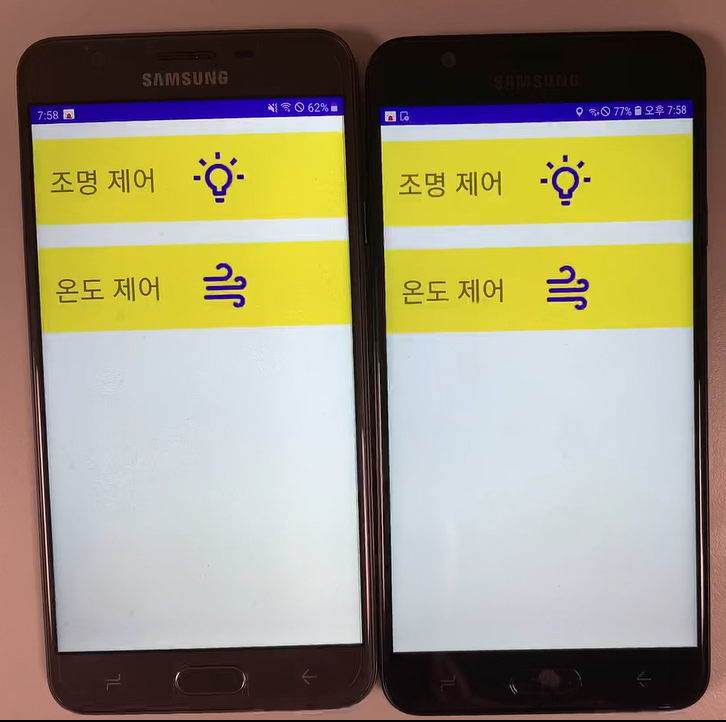 SAMSUNG
7:58 62%
조명 제어
온도 제어
SAMSUNG
77% 오후 7:58
조명 제어
온도 제어